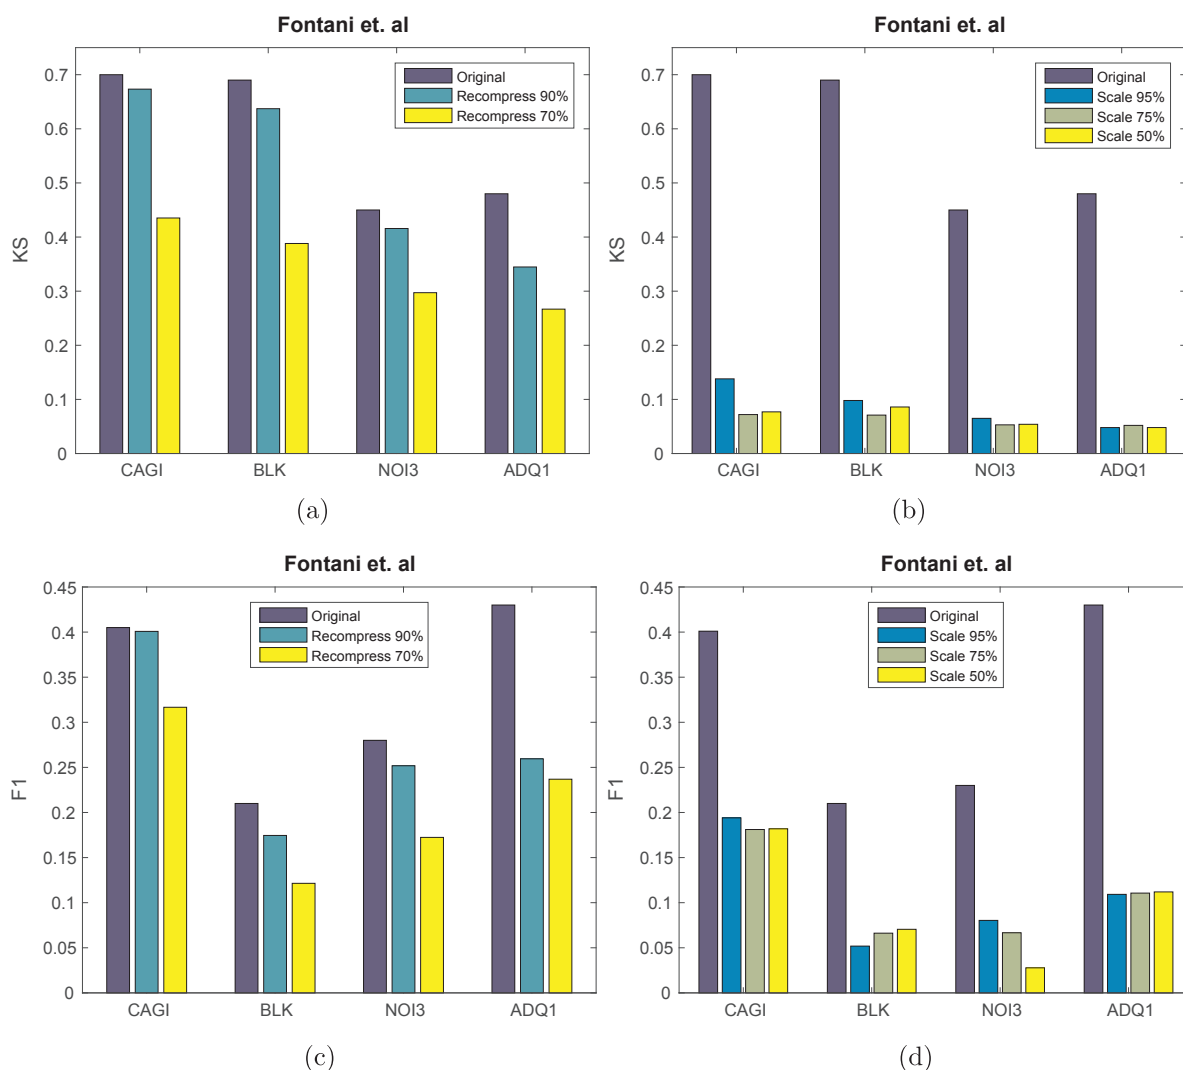 Fontani et. al
KS
0.7
0.6
0.5
0.4
0.3
0.2
0.1
0
Original
Recompress 90%
Recompress 70%
CAGI BLK NOI3 ADQ1
(a)
Fontani et. al
KS
0.7
0.6
0.5
0.4
0.3
0.2
0.1
0
Original
Scale 95%
Scale 75%
Scale 50%
CAGI BLK NOI3 ADQ1
(b)
Fontani et. al
F1
0.45
0.4
0.35
0.3
0.25
0.2
0.15
0.1
0.05
0
Original
Recompress 90%
Recompress 70%
CAGI BLK NOI3 ADQ1
(c)
Fontani et. al
F1
0.45
0.4
0.35
0.3
0.25
0.2
0.15
0.1
0.05
0
Original
Scale 95%
Scale 75%
Scale 50%
CAGI BLK NOI3 ADQ1
(d)